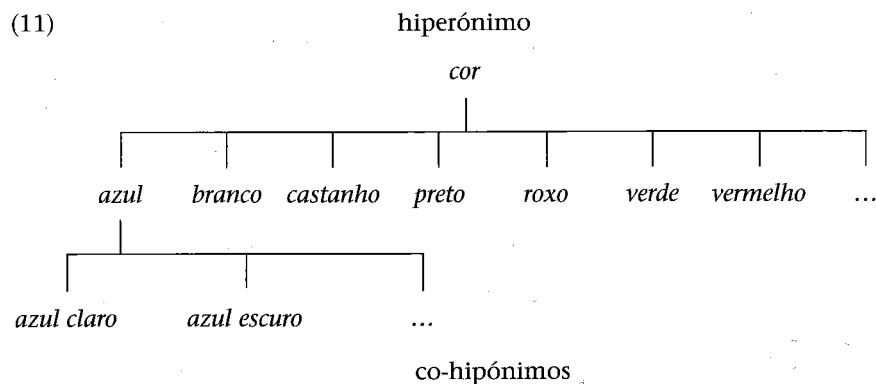 (11) hiperónimo
cor
azul branco castanho preto roxo verde vermelho ...
azul claro azul escuro ...
co-hipónimos